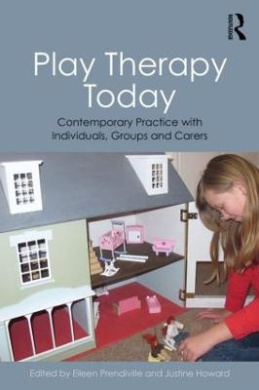 R
Play Therapy
Today
Contemporary Practice with
Individuals, Groups and Carers
Edited by Eileen Prendiville and Justine Howard